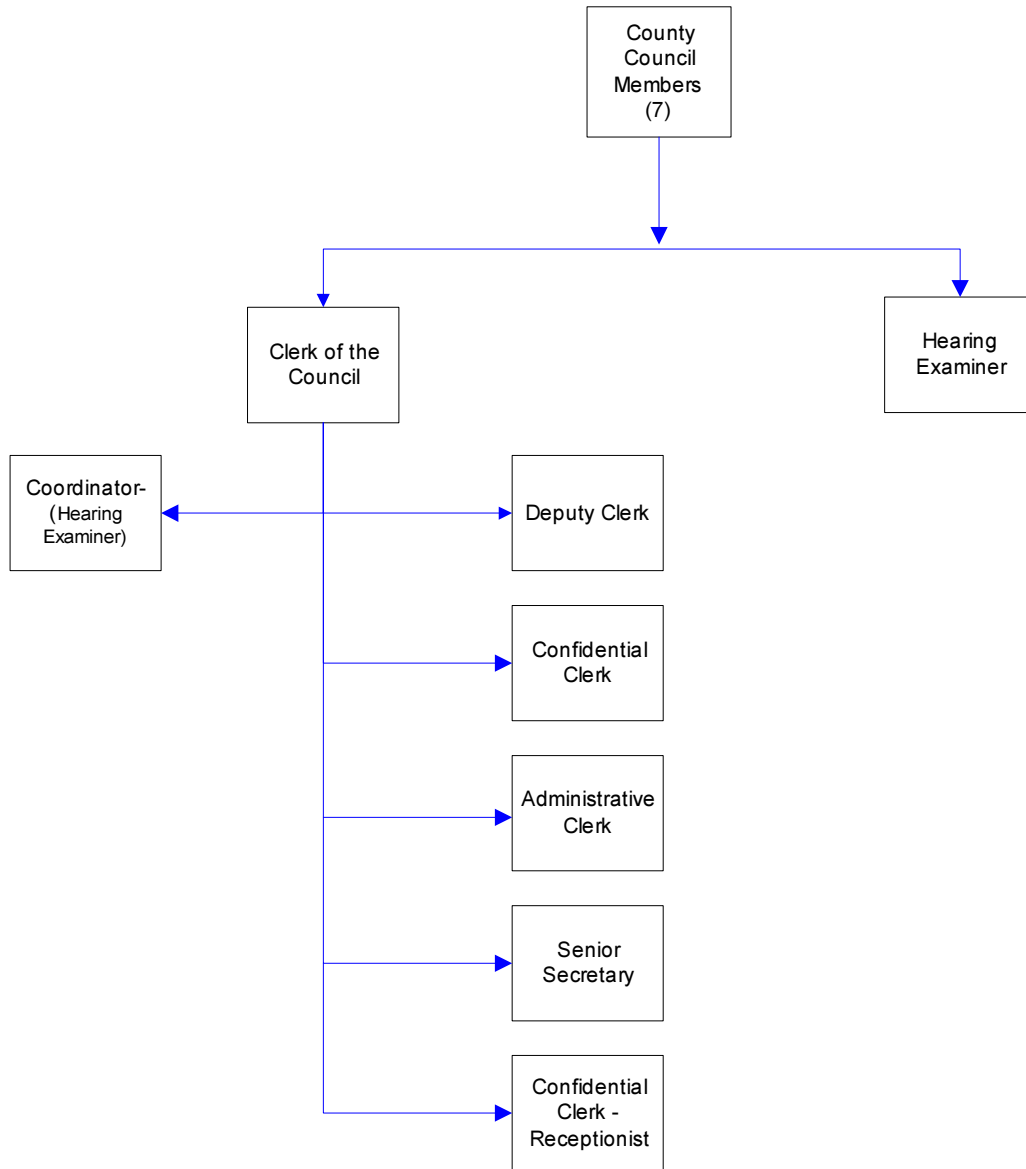 County
Council
Members
(7)
Clerk of the
Council
Hearing
Examiner
Coordinator-
(Hearing
Examiner)
Deputy Clerk
Confidential
Clerk
Administrative
Clerk
Senior
Secretary
Confidential
Clerk -
Receptionist